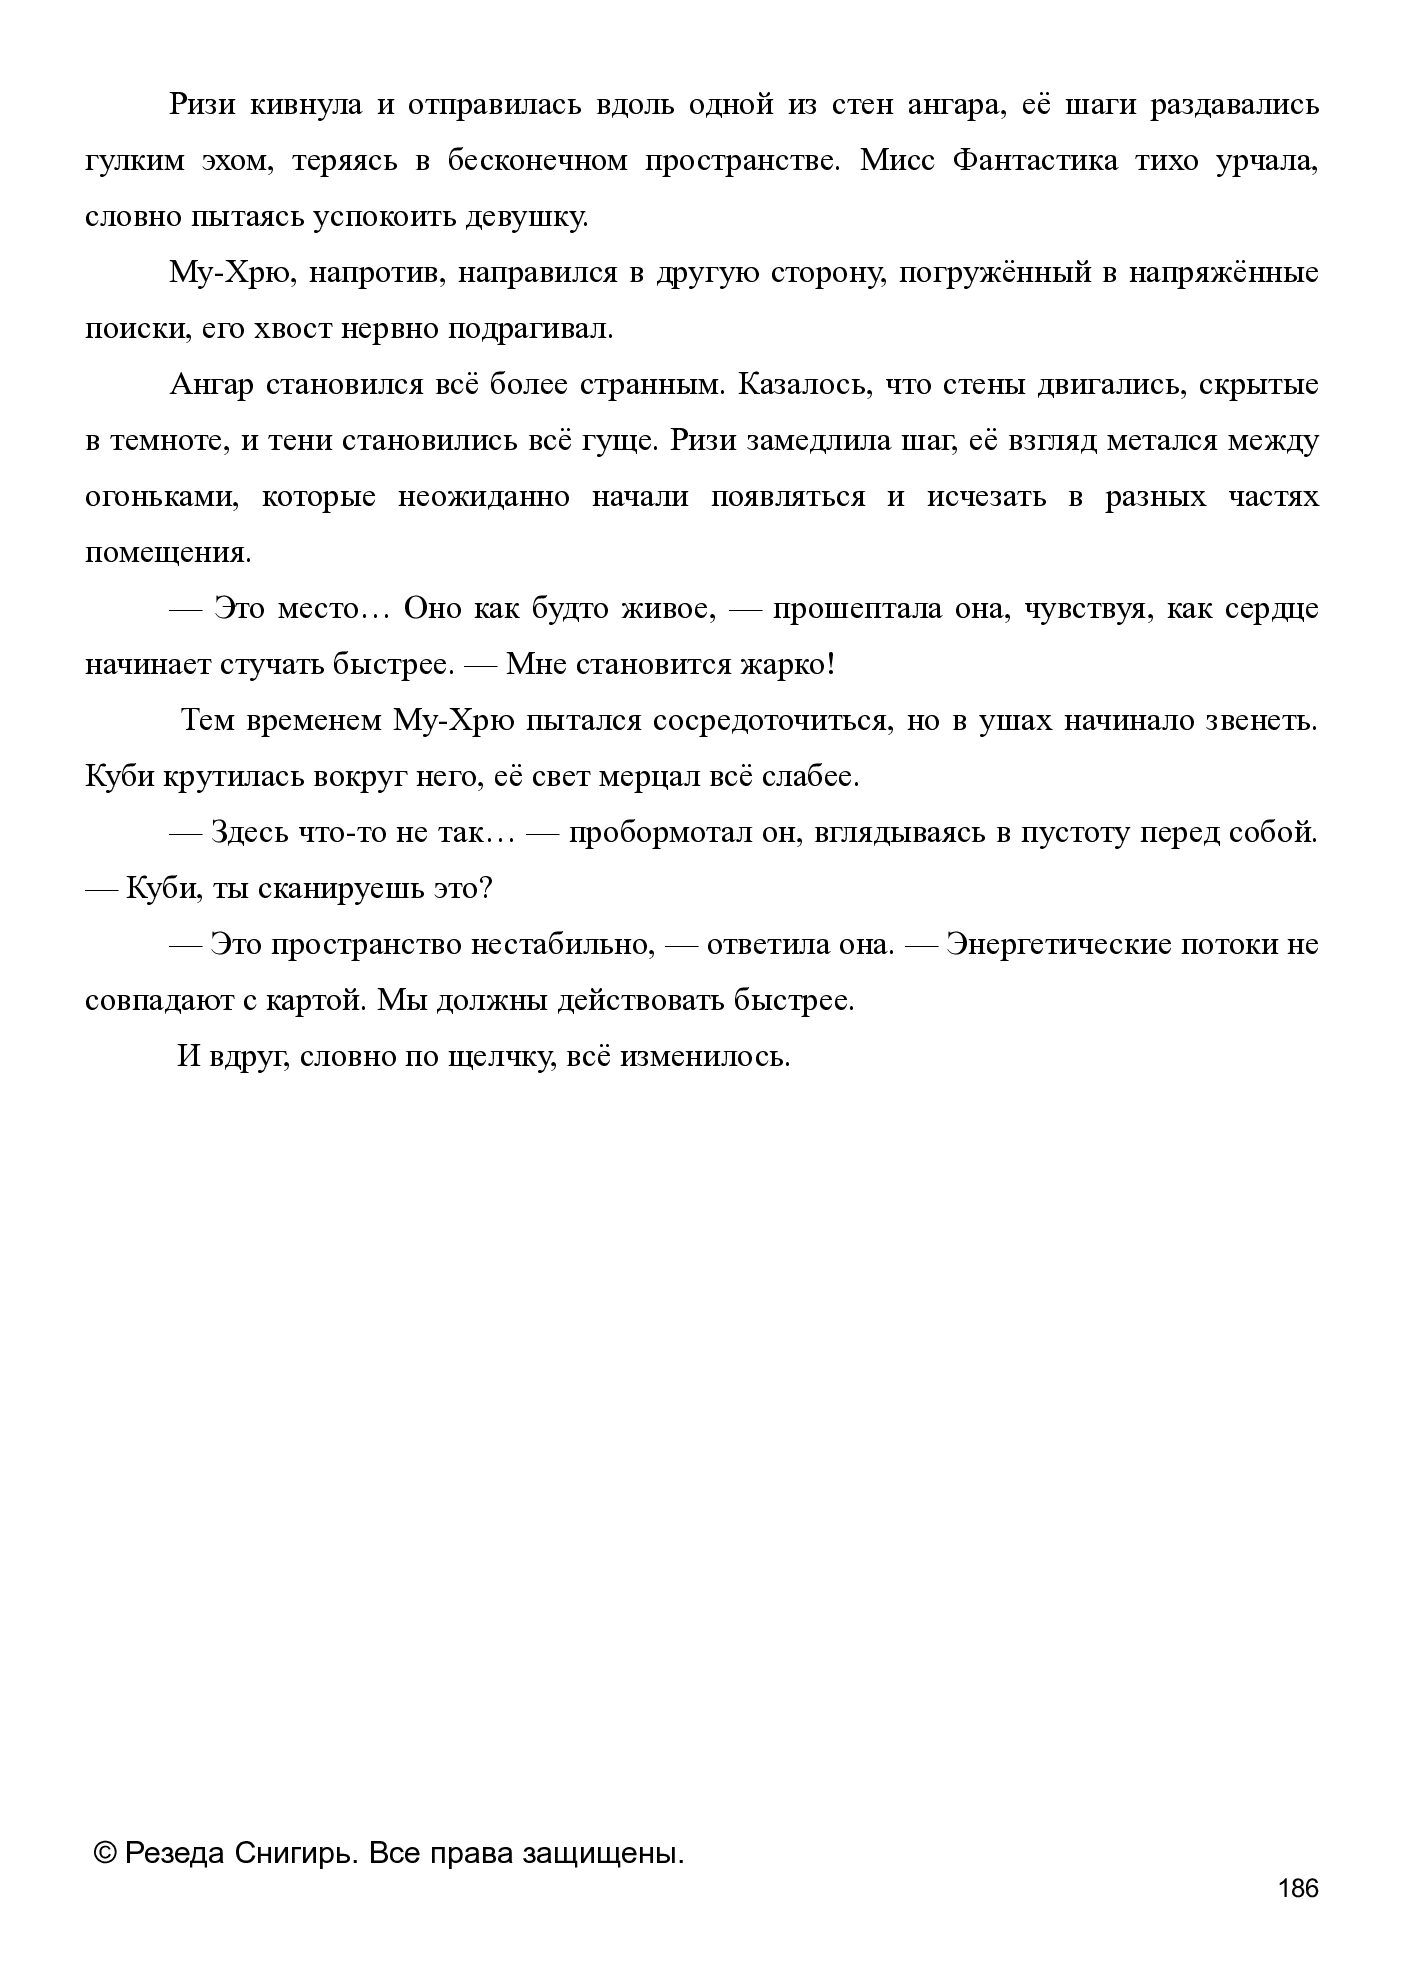 Ризи кивнула и отправилась вдоль одной из стен ангара, её шаги раздавались
гулким эхом, теряясь в бесконечном пространстве. Мисс Фантастика тихо урчала,
словно пытаясь успокоить девушку.
Му-Хрю, напротив, направился в другую сторону, погружённый в напряжённые
поиски, его хвост нервно подрагивал.
Ангар становился всё более странным. Казалось, что стены двигались, скрытые
в темноте, и тени становились всё гуще. Ризи замедлила шаг, её взгляд метался между
огоньками, которые неожиданно начали появляться и исчезать в разных частях
помещения.
— Это место… Оно как будто живое, — прошептала она, чувствуя, как сердце
начинает стучать быстрее. — Мне становится жарко!
Тем временем Му-Хрю пытался сосредоточиться, но в ушах начинало звенеть.
Куби крутилась вокруг него, её свет мерцал всё слабее.
— Здесь что-то не так… — пробормотал он, вглядываясь в пустоту перед собой.
— Куби, ты сканируешь это?
— Это пространство нестабильно, — ответила она. — Энергетические потоки не
совпадают с картой. Мы должны действовать быстрее.
И вдруг, словно по щелчку, всё изменилось.
© Резеда Снигирь. Все права защищены.
186